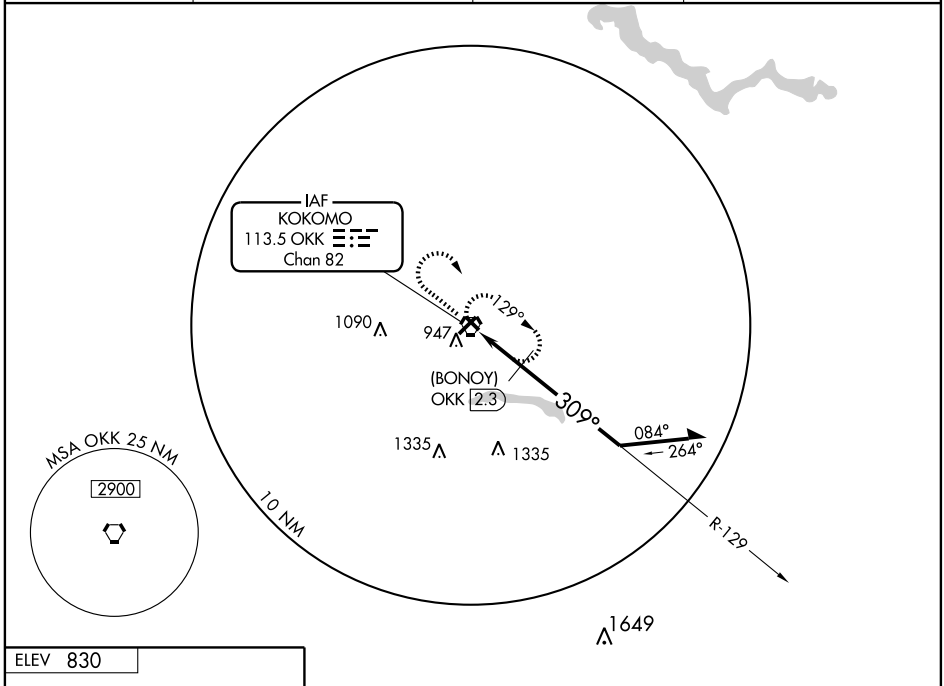 IAF
KOKOMO
113.5 OKK
Chan 82
129°
1090
947
(BONOY)
OKK 2.3
309°
084°
264°
1335
1335
MSA OKK 25 NM
2900
10 NM
R-129
1649
ELEV 830